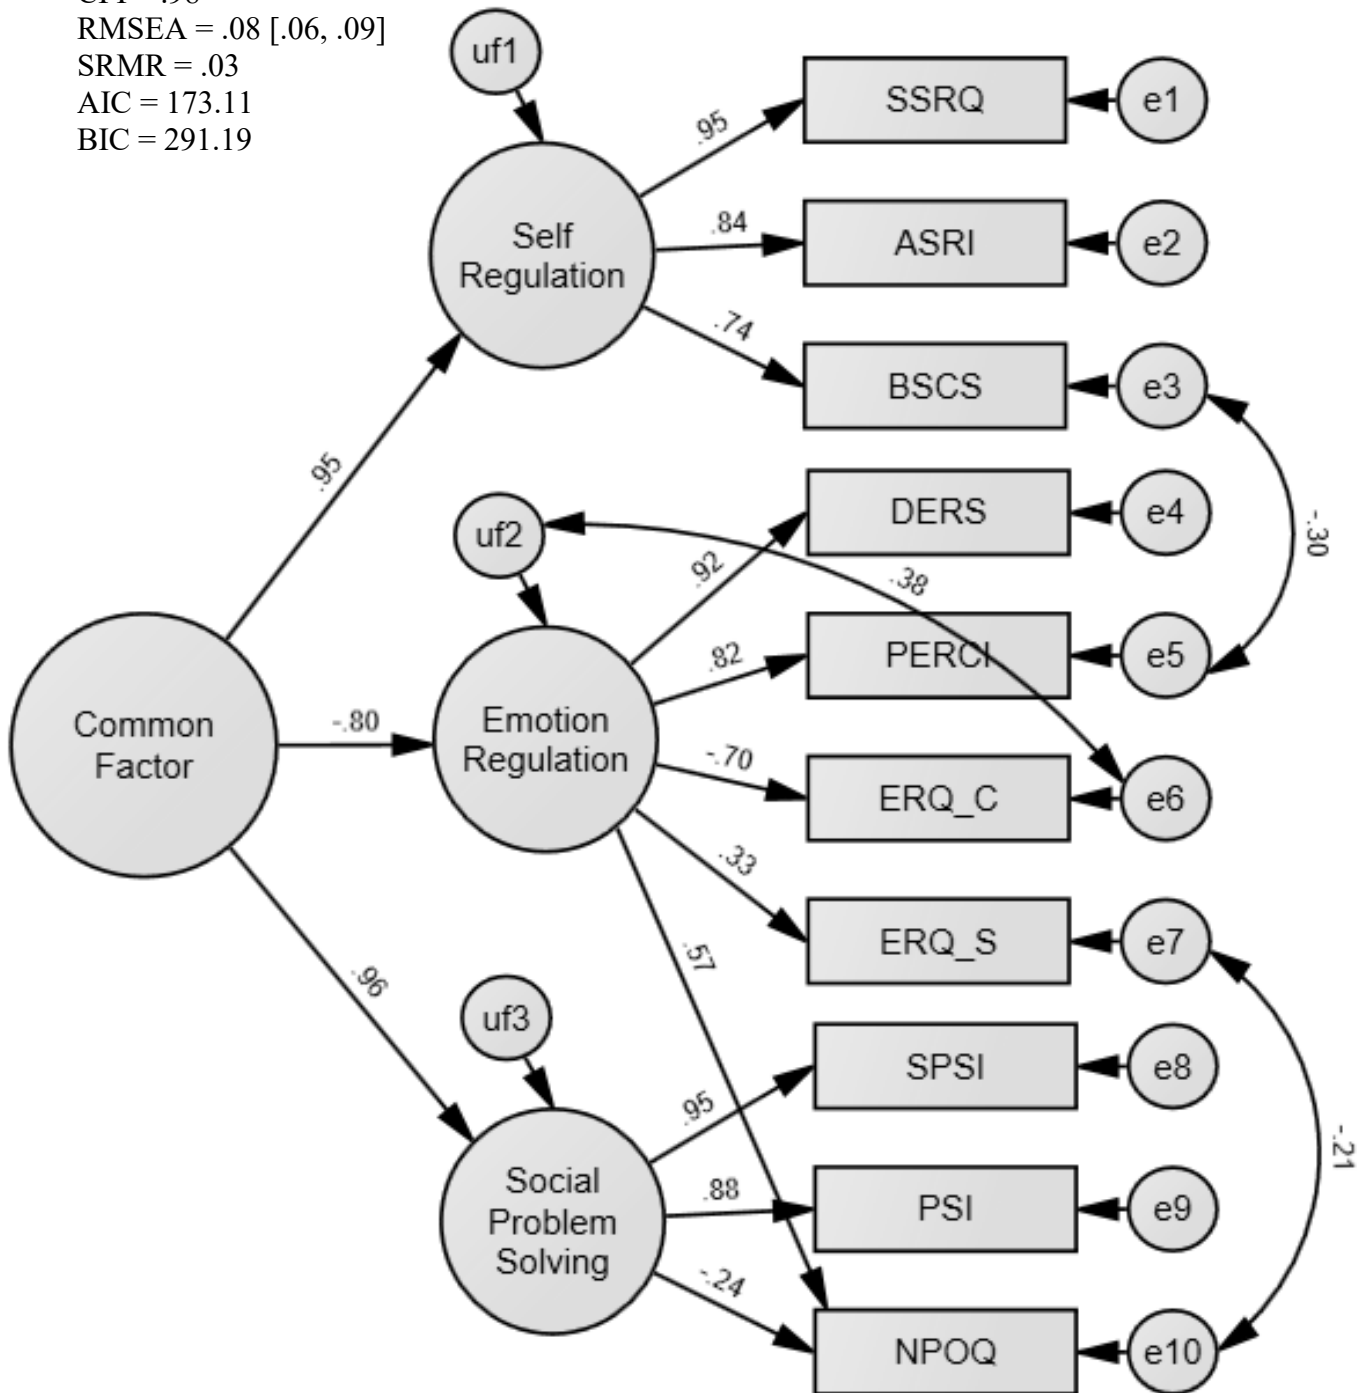 RMSEA = .08 [.06, .09]
SRMR = .03
AIC = 173.11
BIC = 291.19
uf1
SSRQ
e1
.95
Self
Regulation
.84
ASRI
e2
.74
BSCS
e3
.95
uf2
DERS
e4
-.30
.92
.38
Common
Factor
-.80
Emotion
Regulation
.82
PERCI
e5
-.70
ERQ_C
e6
.33
ERQ_S
e7
.57
.96
uf3
SPSI
e8
.95
-.21
Social
Problem
Solving
.88
PSI
e9
-.24
NPOQ
e10